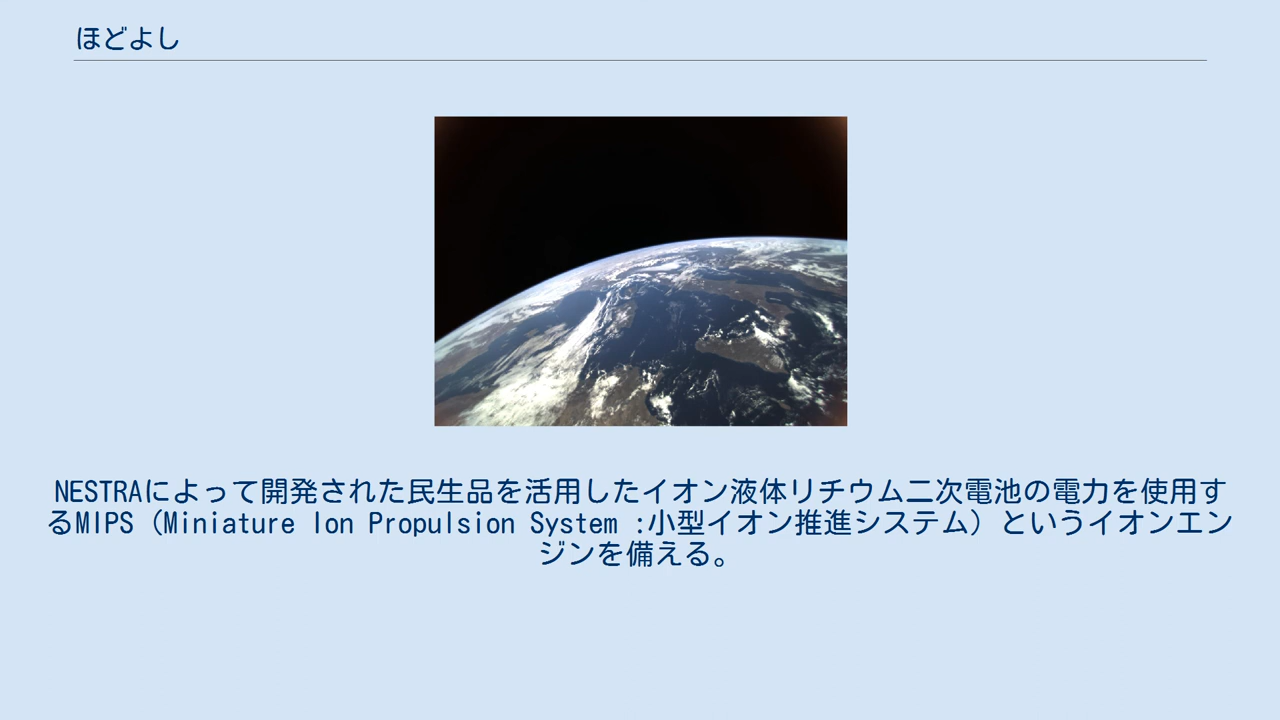 ほどよし
NESTRAによって開発された民生品を活用したイオン液体リチウム二次電池の電力を使用す
るMIPS（Miniature Ion Propulsion System :小型イオン推進システム）というイオンエン
ジンを備える。